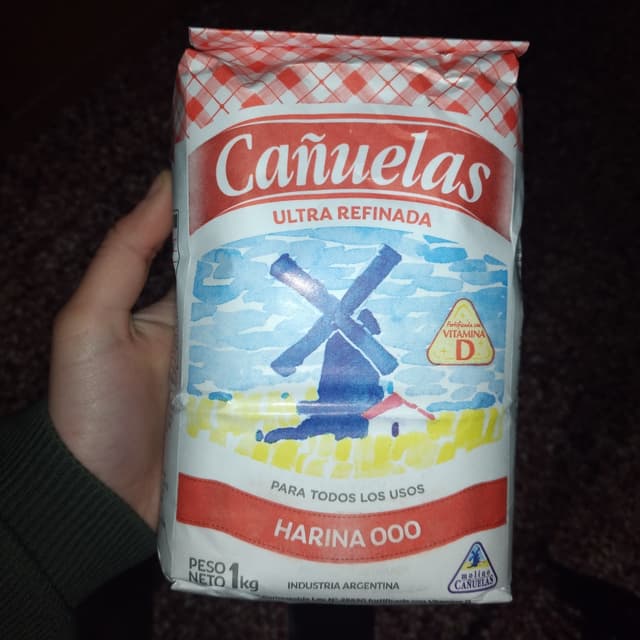 Cañuelas
ULTRA REFINADA
Fortificada con
VITAMINA
D
PARA TODOS LOS USOS
HARINA 000
PESO
NETO 1kg
INDUSTRIA ARGENTINA
molino
CAÑUELAS